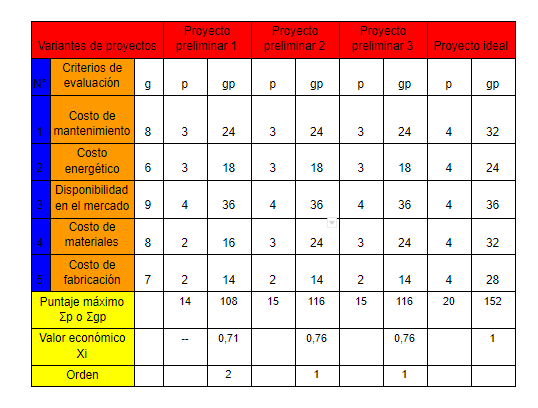 Variantes de proyectos Proyecto preliminar 1 Proyecto preliminar 2 Proyecto preliminar 3 Proyecto ideal
N° Criterios de evaluación g p gp p gp p gp p gp
1 Costo de mantenimiento 8 3 24 3 24 3 24 4 32
2 Costo energético 6 3 18 3 18 3 18 4 24
3 Disponibilidad en el mercado 9 4 36 4 36 4 36 4 36
4 Costo de materiales 8 2 16 3 24 3 24 4 32
5 Costo de fabricación 7 2 14 2 14 2 14 4 28
Puntaje máximo Σp o Σgp 14 108 15 116 15 116 20 152
Valor económico Xi -- 0,71 0,76 0,76 1
Orden 2 1 1